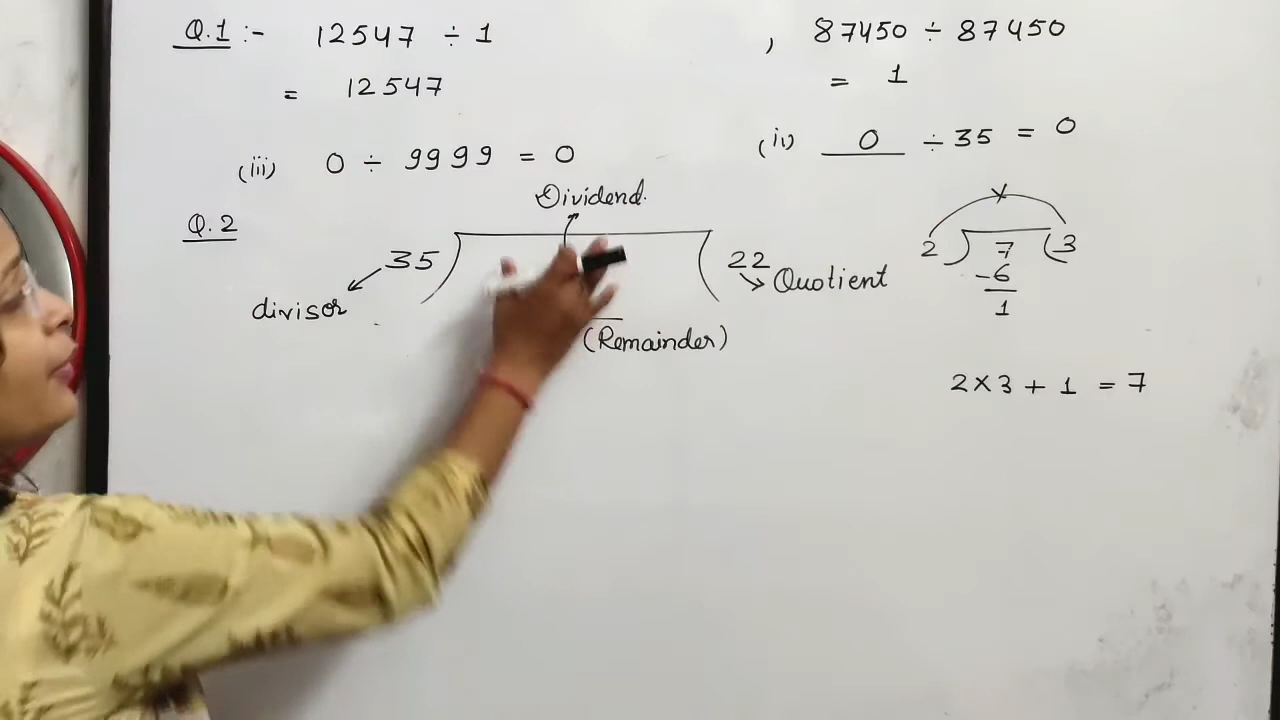 Q.1 :- 12547 ÷ 1 , 87450 ÷ 87450
= 12547 = 1
(iii) 0 ÷ 9999 = 0 (iv) 0 ÷ 35 = 0
Q.2
Dividend.
35 22
divisor Quotient
(Remainder)
×
2 7 3
-6
1
2×3 + 1 = 7